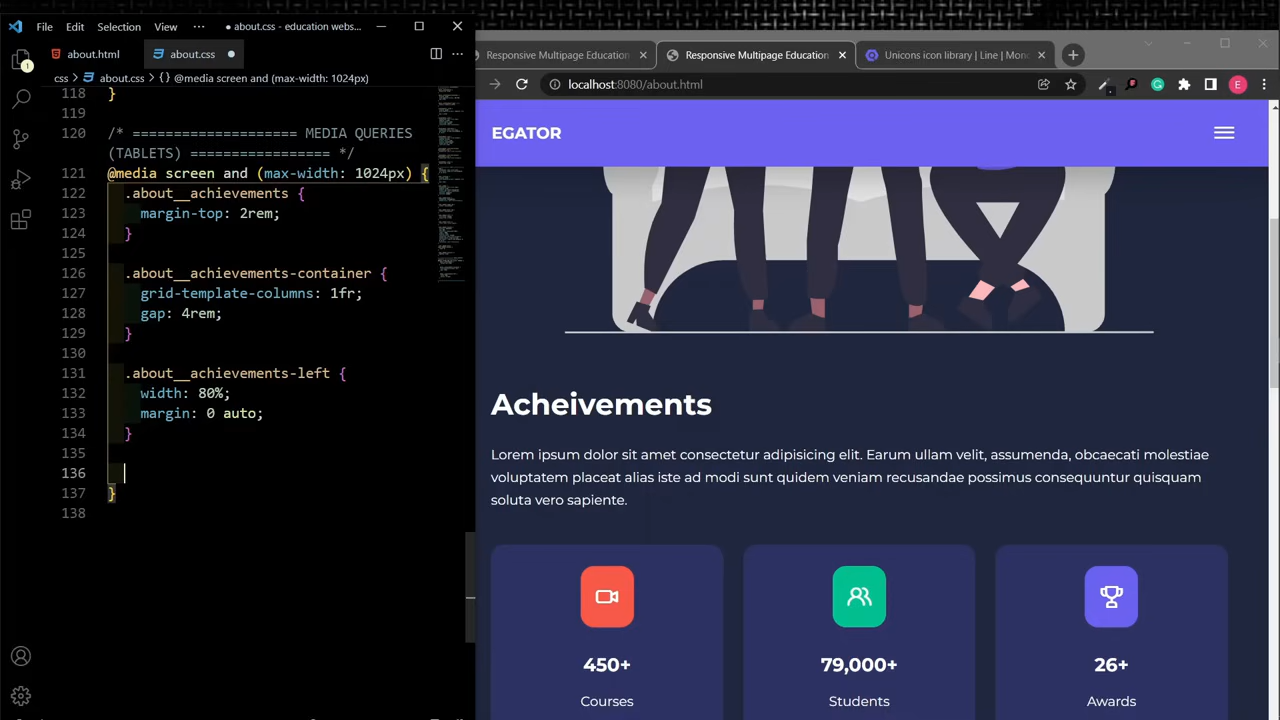 File Edit Selection View ··· ● about.css - education webs...
about.html about.css ●
css > about.css > {} @media screen and (max-width: 1024px)
118 }
119
120 /* ==================== MEDIA QUERIES
(TABLETS) ================= */
121 @media screen and (max-width: 1024px) {
122 .about__achievements {
123 margin-top: 2rem;
124 }
125
126 .about__achievements-container {
127 grid-template-columns: 1fr;
128 gap: 4rem;
129 }
130
131 .about__achievements-left {
132 width: 80%;
133 margin: 0 auto;
134 }
135
136
137 }
138
1
Responsive Multipage Education Responsive Multipage Education Unicons icon library | Line | Mono
localhost:8080/about.html E
EGATOR
Acheivements
Lorem ipsum dolor sit amet consectetur adipisicing elit. Earum ullam velit, assumenda, obcaecati molestiae
voluptatem placeat alias iste ad modi sunt quidem veniam recusandae possimus consequuntur quisquam
soluta vero sapiente.
450+ 79,000+ 26+
Courses Students Awards